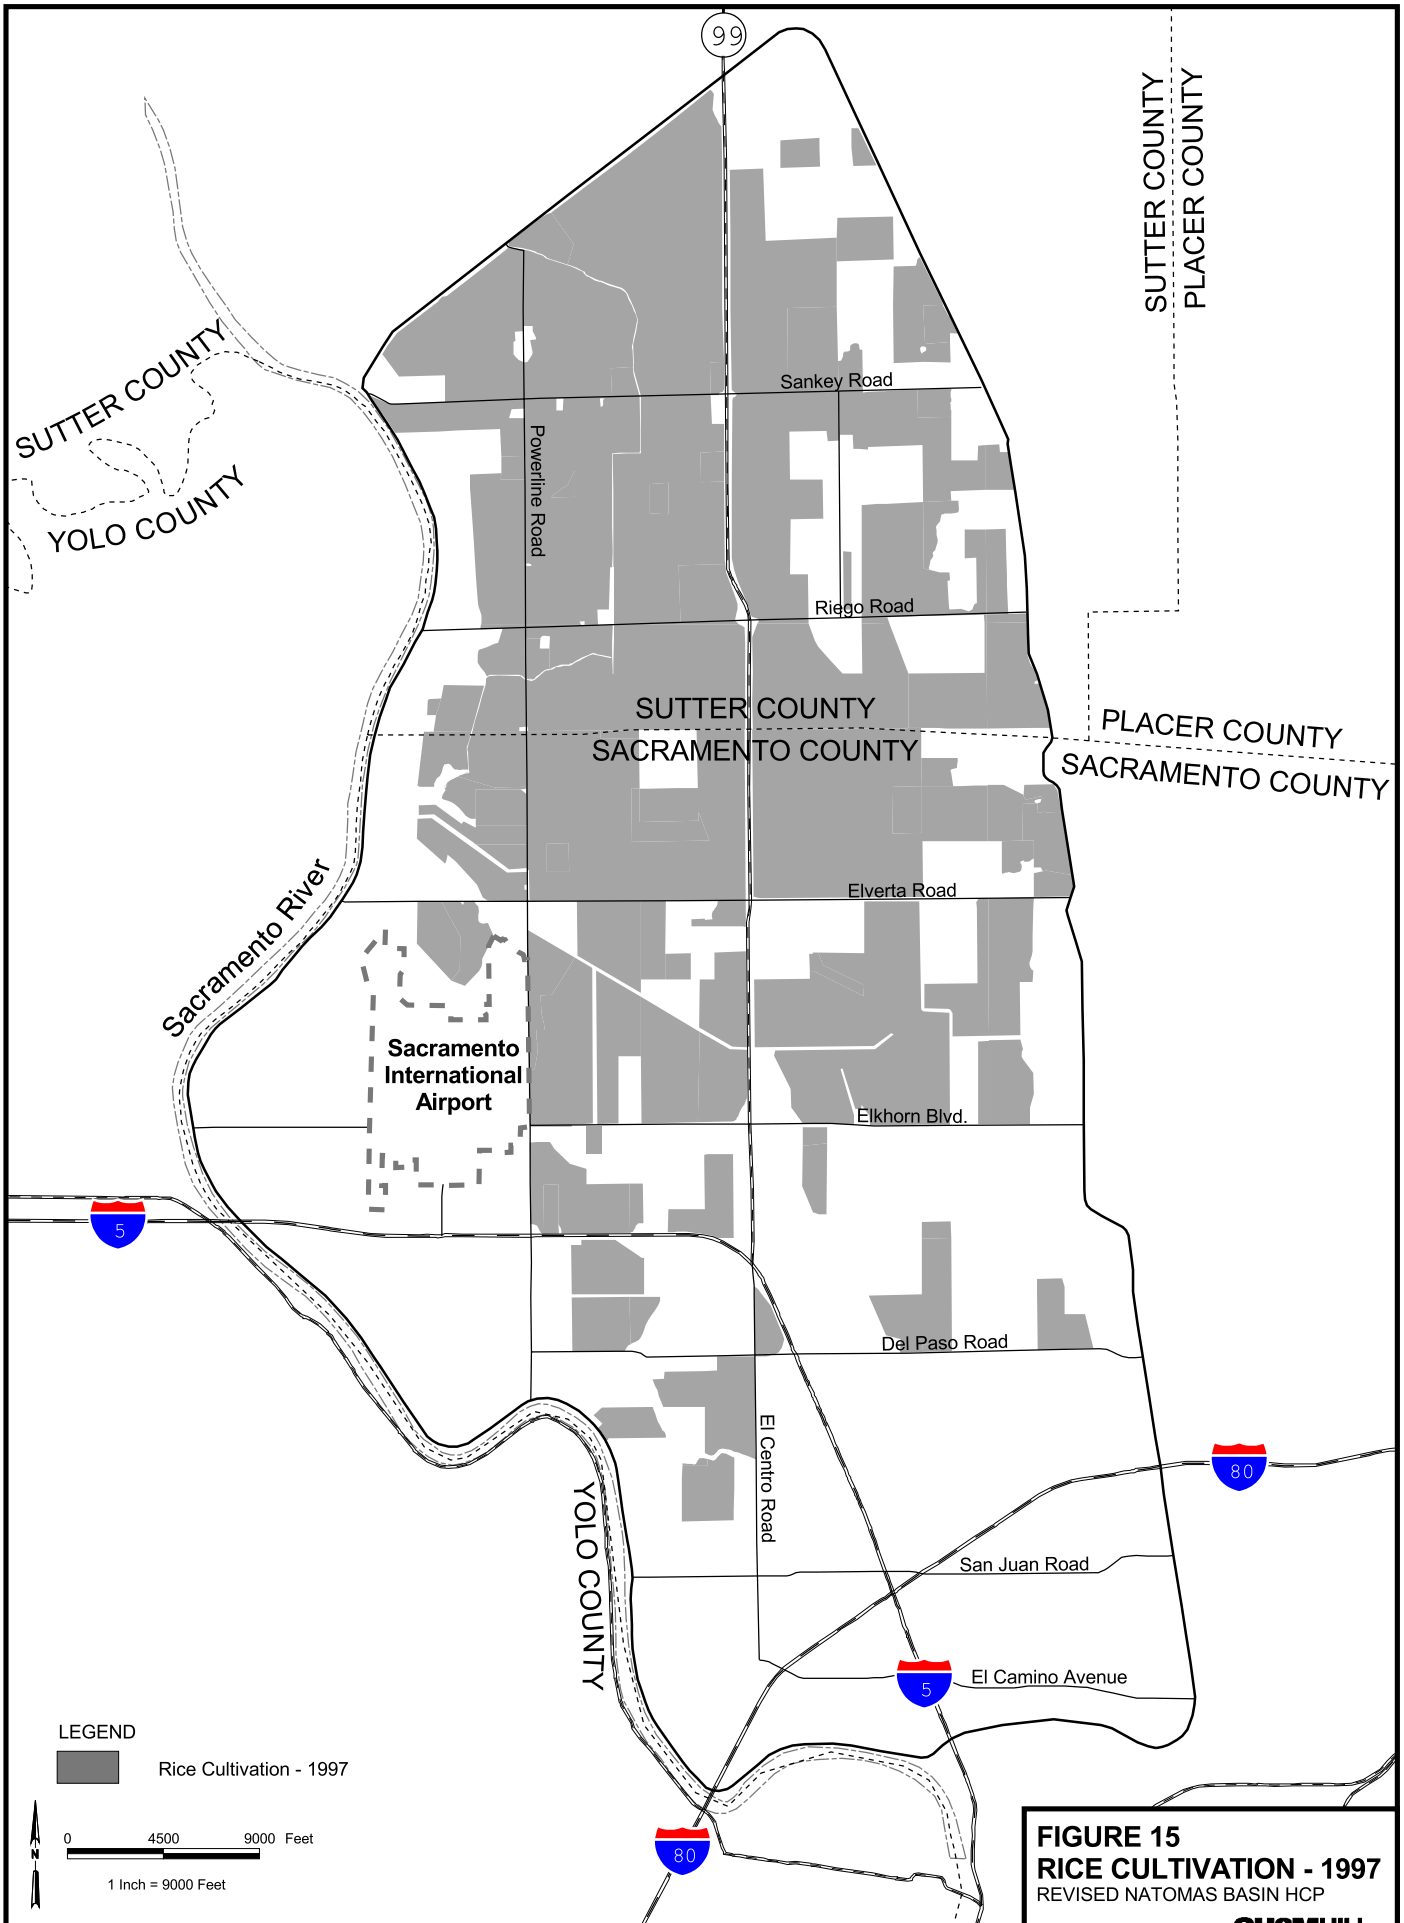 99
SUTTER COUNTY
PLACER COUNTY
SUTTER COUNTY
YOLO COUNTY
Sankey Road
Powerline Road
Riego Road
SUTTER COUNTY
SACRAMENTO COUNTY
PLACER COUNTY
SACRAMENTO COUNTY
Sacramento River
Elverta Road
Sacramento
International
Airport
Elkhorn Blvd.
5
Del Paso Road
El Centro Road
80
YOLO COUNTY
San Juan Road
5
El Camino Avenue
LEGEND
Rice Cultivation - 1997
N
0 4500 9000 Feet
1 Inch = 9000 Feet
80
FIGURE 15
RICE CULTIVATION - 1997
REVISED NATOMAS BASIN HCP